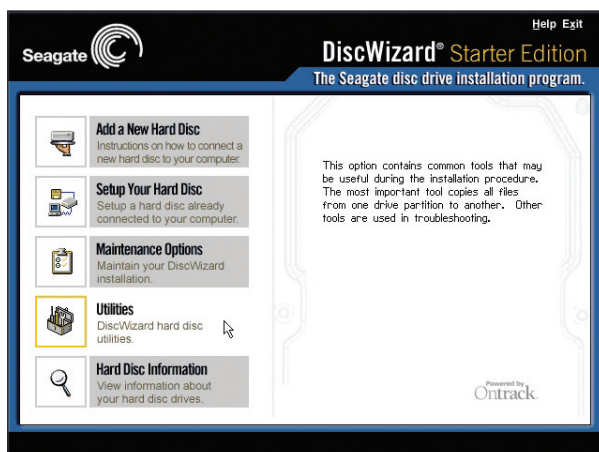 Help Exit
Seagate
DiscWizard® Starter Edition
The Seagate disc drive installation program.
Add a New Hard Disc
Instructions on how to connect a
new hard disc to your computer.
Setup Your Hard Disc
Setup a hard disc already
connected to your computer.
Maintenance Options
Maintain your DiscWizard
installation.
Utilities
DiscWizard hard disc
utilities.
Hard Disc Information
View information about
your hard disc drives.
This option contains common tools that may
be useful during the installation procedure.
The most important tool copies all files
from one drive partition to another. Other
tools are used in troubleshooting.
Powered by
Ontrack